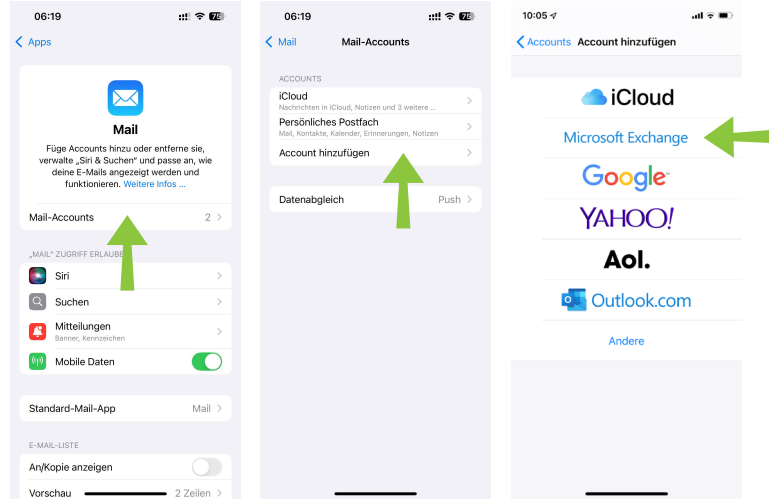 06:19
75
Apps
Mail
Füge Accounts hinzu oder entferne sie,
verwalte „Siri & Suchen“ und passe an, wie
deine E-Mails angezeigt werden und
funktionieren. Weitere Infos ...
Mail-Accounts 2
„MAIL“ ZUGRIFF ERLAUBE
Siri
Suchen
Mitteilungen
Banner, Kennzeichen
Mobile Daten
Standard-Mail-App Mail
E-MAIL-LISTE
An/Kopie anzeigen
Vorschau 2 Zeilen
06:19
75
Mail Mail-Accounts
ACCOUNTS
iCloud
Nachrichten in iCloud, Notizen und 3 weitere ...
Persönliches Postfach
Mail, Kontakte, Kalender, Erinnerungen, Notizen
Account hinzufügen
Datenabgleich Push
10:05
Accounts Account hinzufügen
iCloud
Microsoft Exchange
Google
YAHOO!
Aol.
Outlook.com
Andere